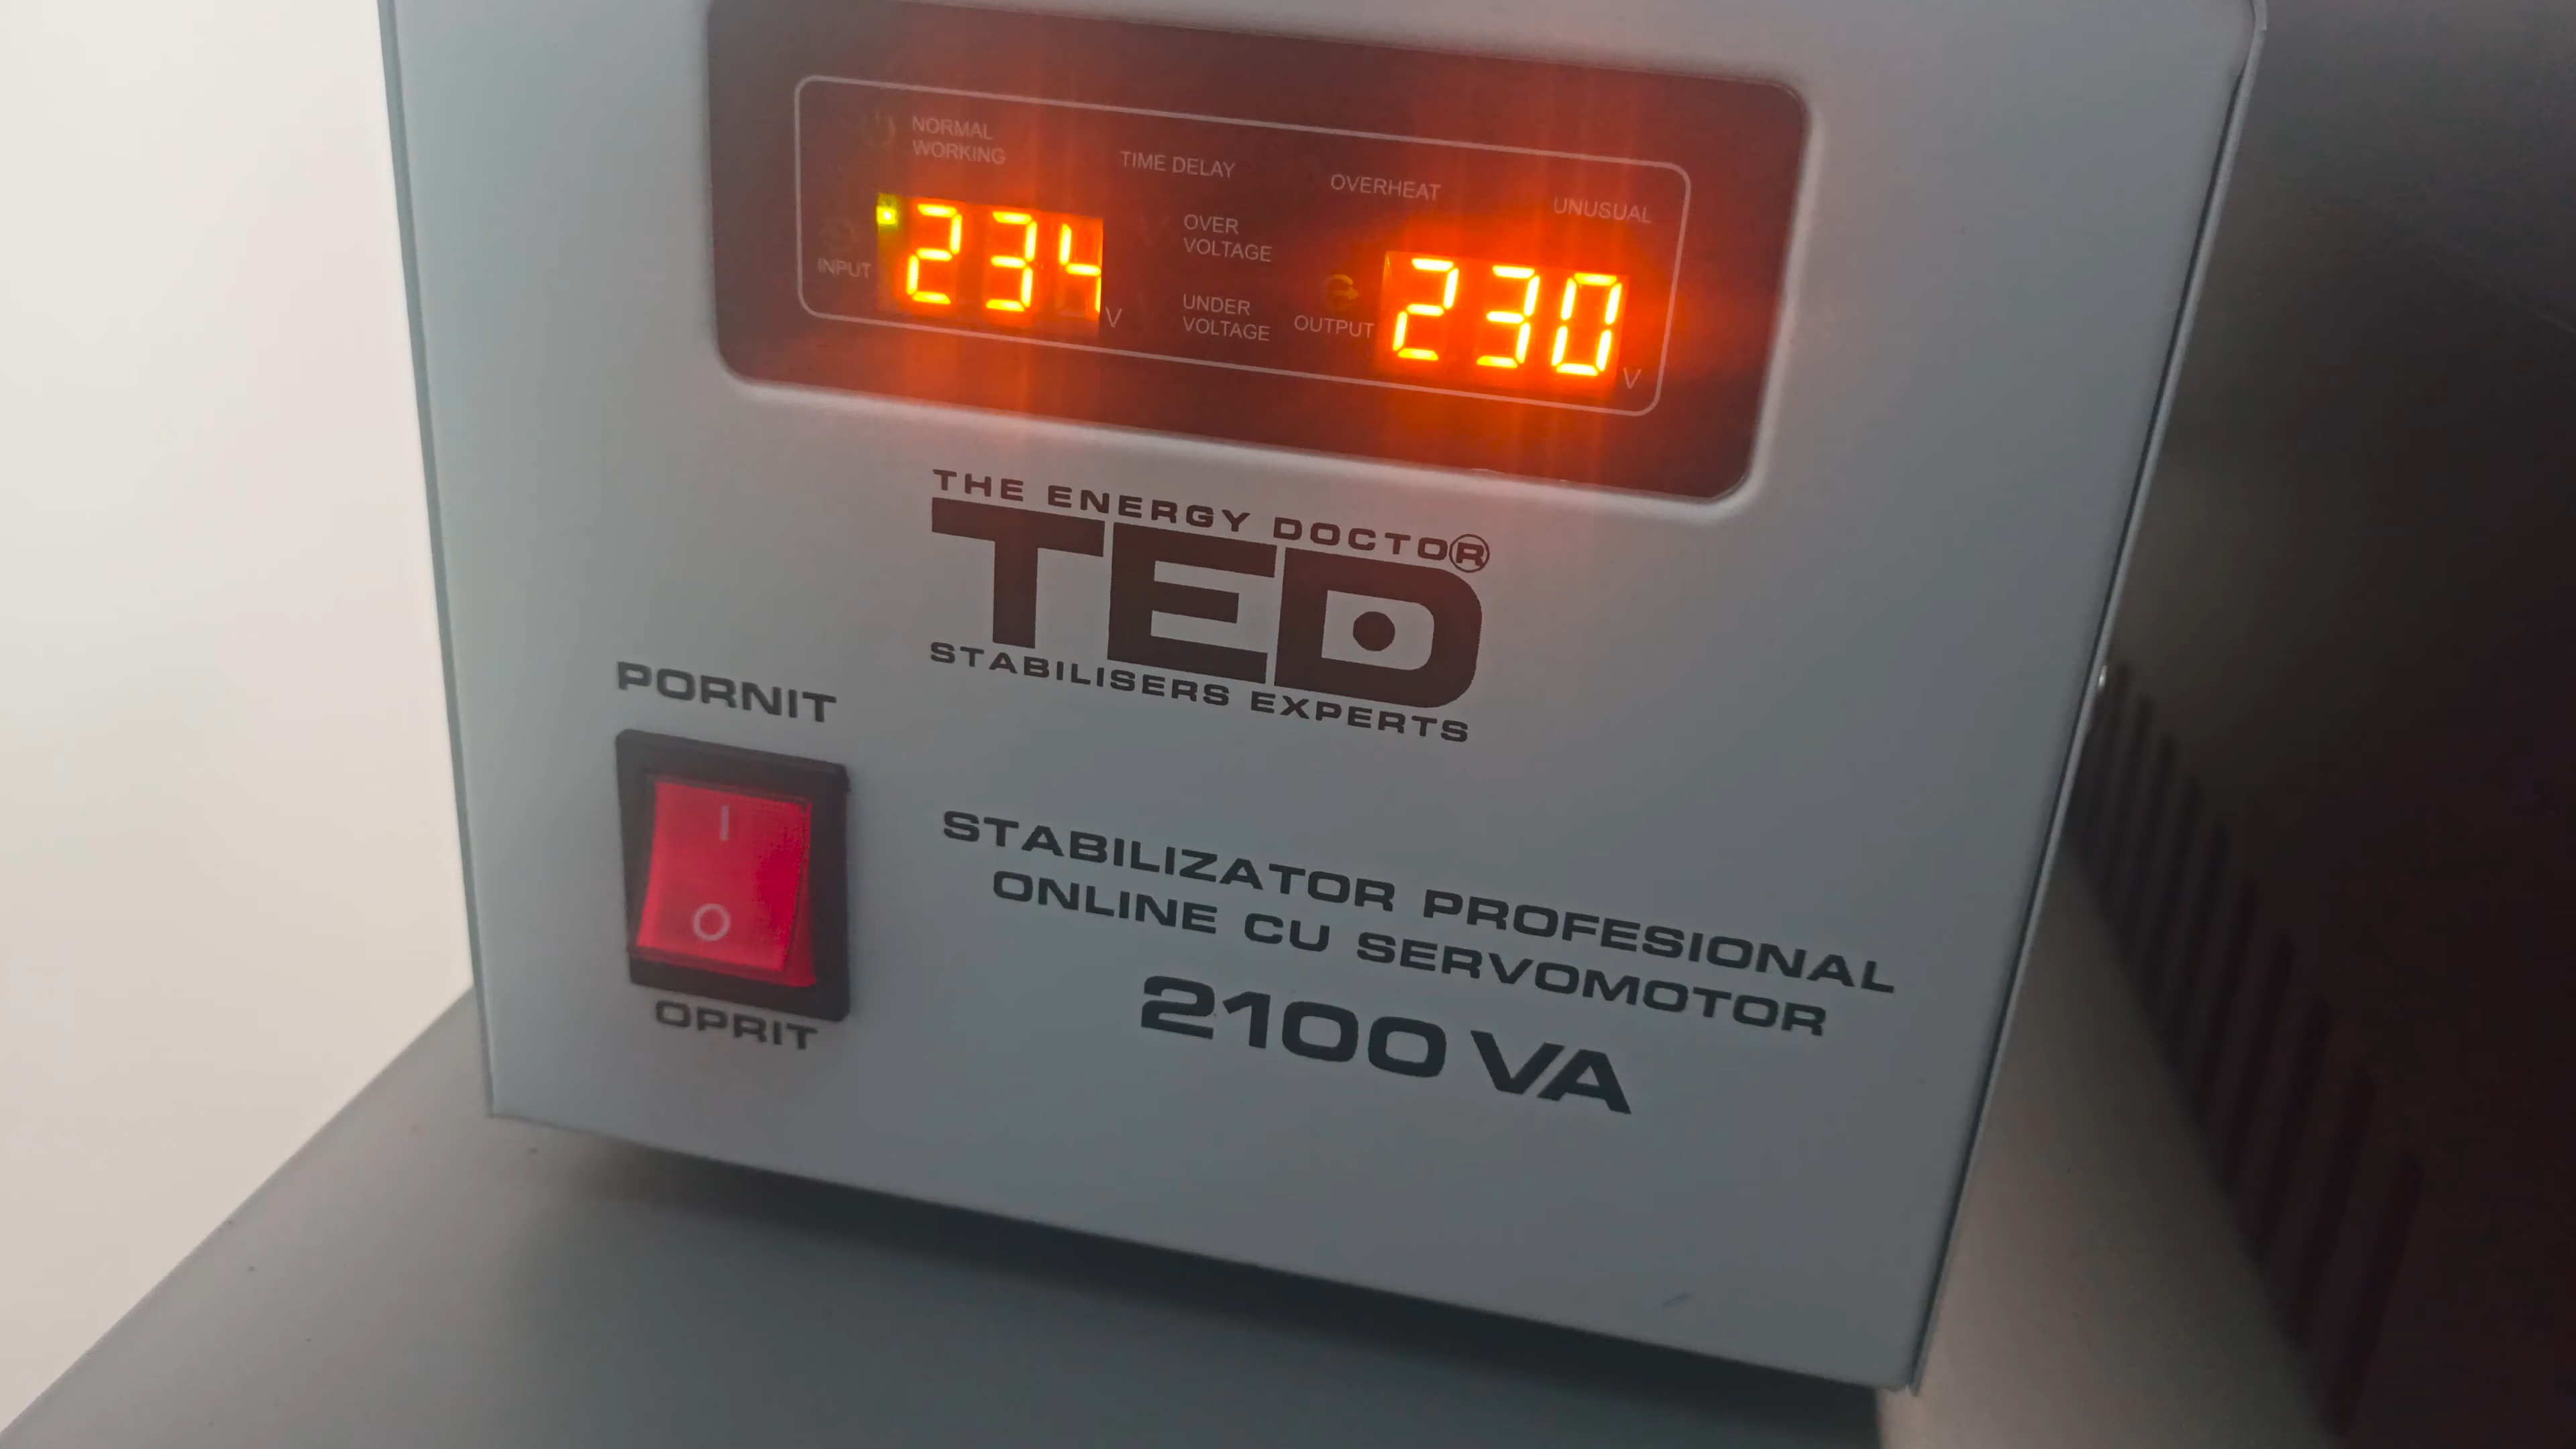 NORMAL
WORKING
TIME DELAY
OVERHEAT
UNUSUAL
INPUT
234
V
OVER
VOLTAGE
UNDER
VOLTAGE
OUTPUT
230
V
THE ENERGY DOCTO®
TED
STABILISERS EXPERTS
PORNIT
I
O
OPRIT
STABILIZATOR PROFESIONAL
ONLINE CU SERVOMOTOR
2100 VA